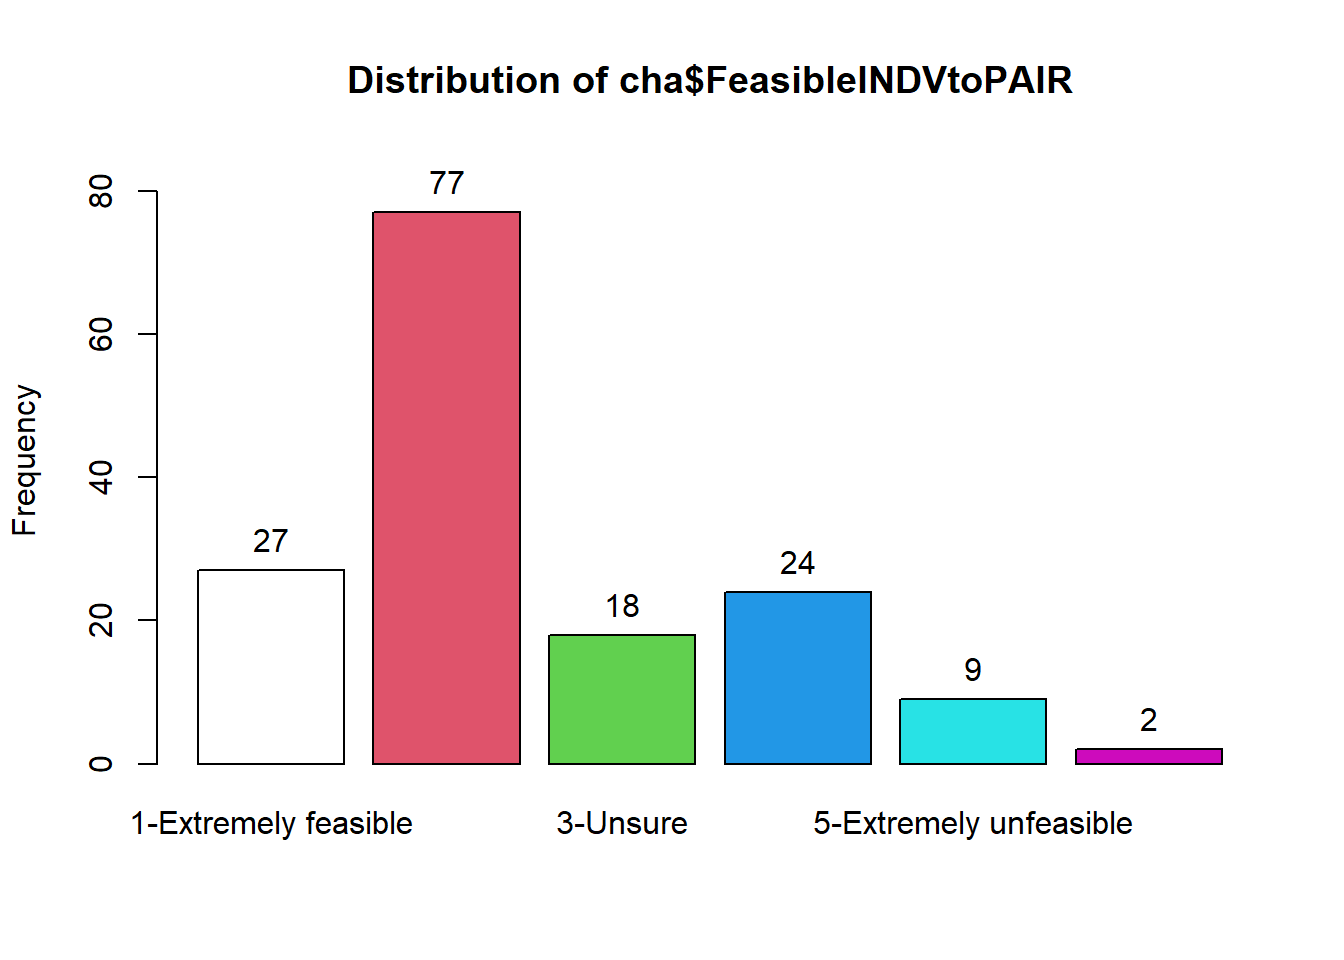 Distribution of cha$FeasibleINDVtoPAIR
Frequency
80
60
40
20
0
27
77
18
24
9
2
1-Extremely feasible
3-Unsure
5-Extremely unfeasible